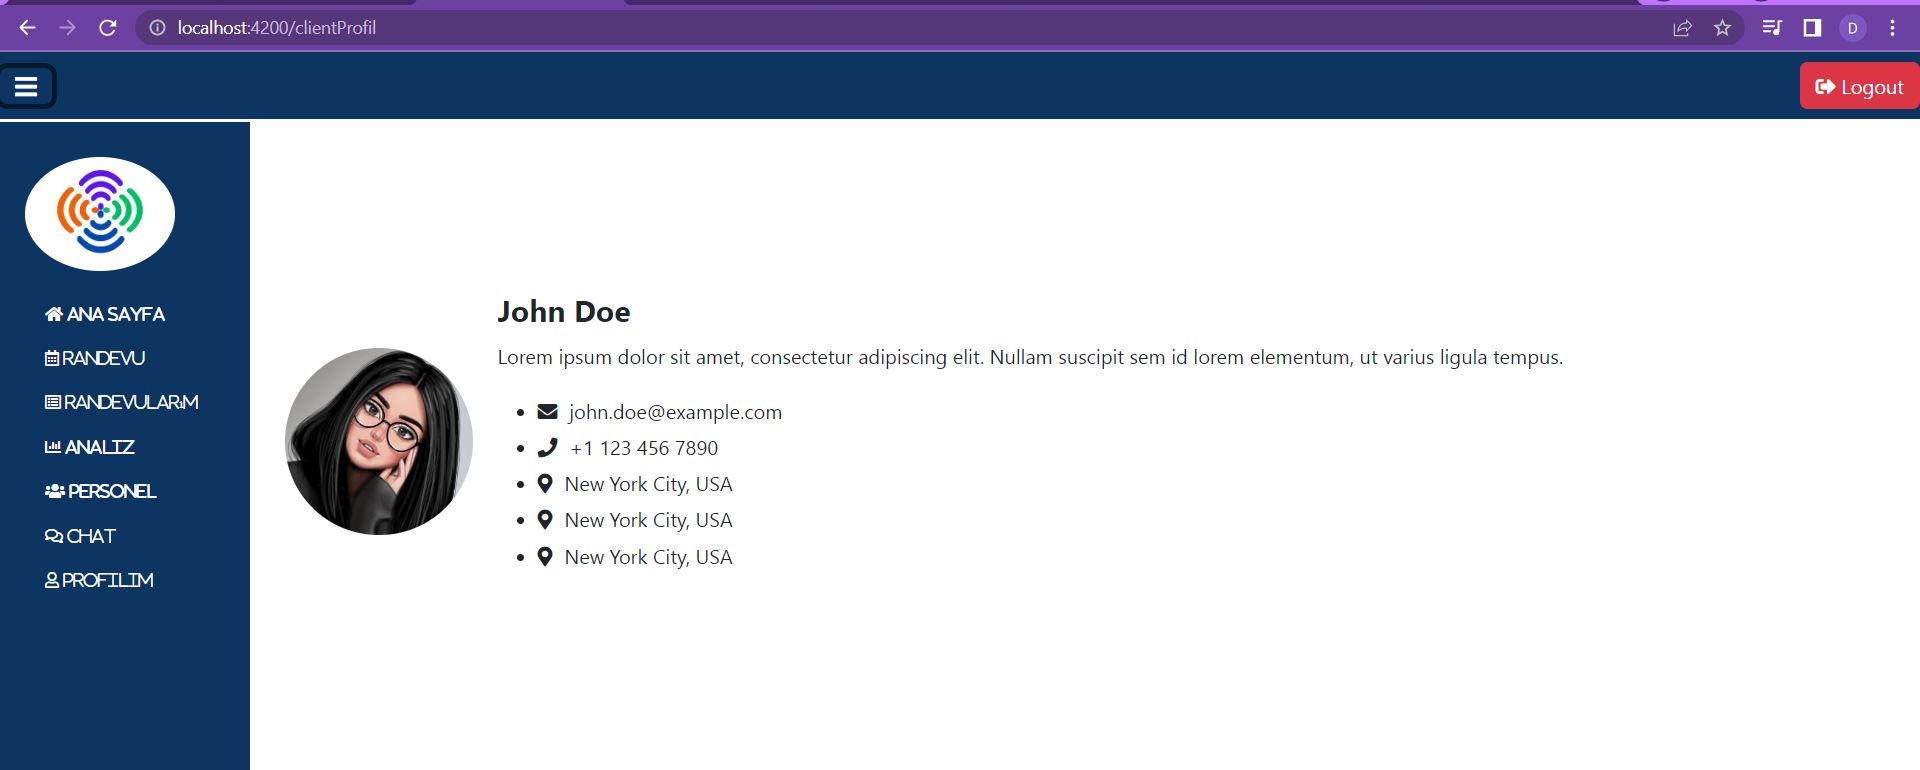 localhost:4200/clientProfil
D
Logout
ANA SAYFA
RANDEVU
RANDEVULARıM
ANALIZ
PERSONEL
CHAT
PROFILIM
John Doe
Lorem ipsum dolor sit amet, consectetur adipiscing elit. Nullam suscipit sem id lorem elementum, ut varius ligula tempus.
john.doe@example.com
+1 123 456 7890
New York City, USA
New York City, USA
New York City, USA